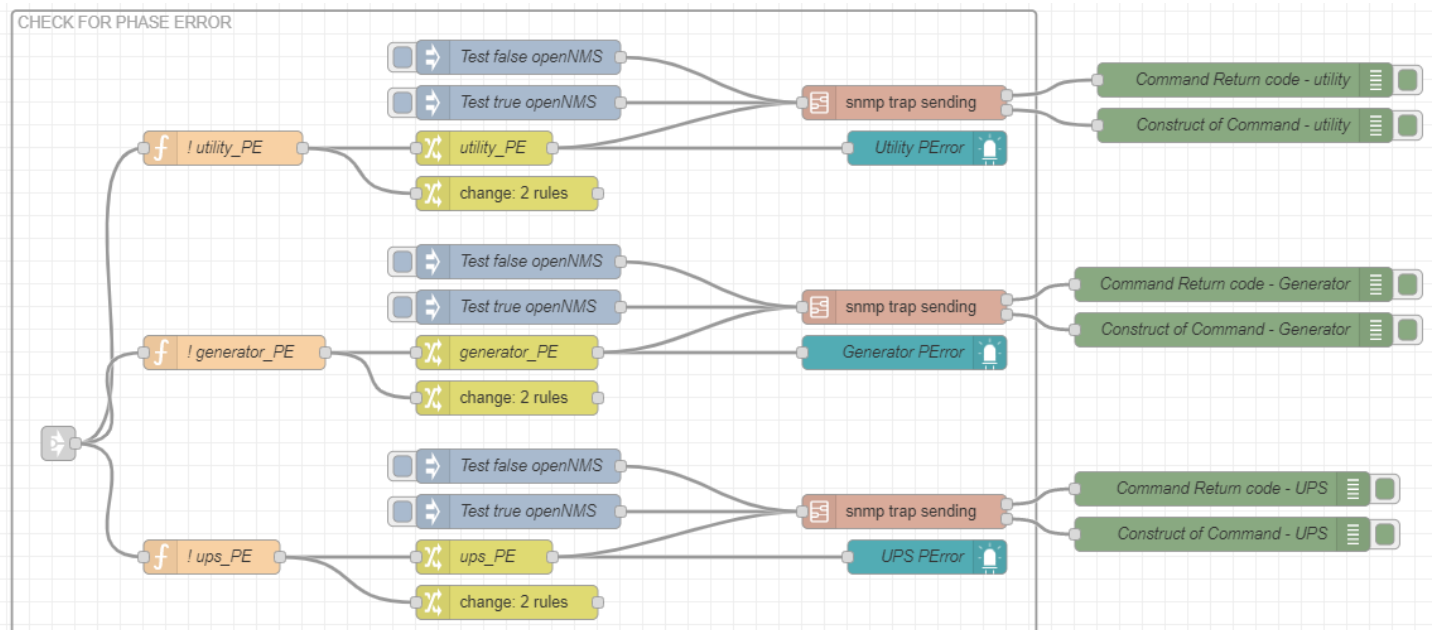 CHECK FOR PHASE ERROR
Test false openNMS
Test true openNMS
snmp trap sending
Command Return code - utility
Construct of Command - utility
! utility_PE
utility_PE
Utility PError
change: 2 rules
Test false openNMS
Test true openNMS
snmp trap sending
Command Return code - Generator
Construct of Command - Generator
! generator_PE
generator_PE
Generator PError
change: 2 rules
Test false openNMS
Test true openNMS
snmp trap sending
Command Return code - UPS
Construct of Command - UPS
! ups_PE
ups_PE
UPS PError
change: 2 rules